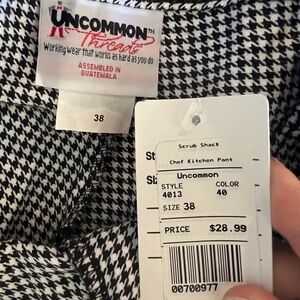 UNCOMMON™
Threads
Working wear that works as hard as you do
ASSEMBLED IN
GUATEMALA
38
Scrub Shack
Chef Kitchen Pant
Uncommon
STYLE COLOR
4013 40
SIZE 38
PRICE $28.99
00700977